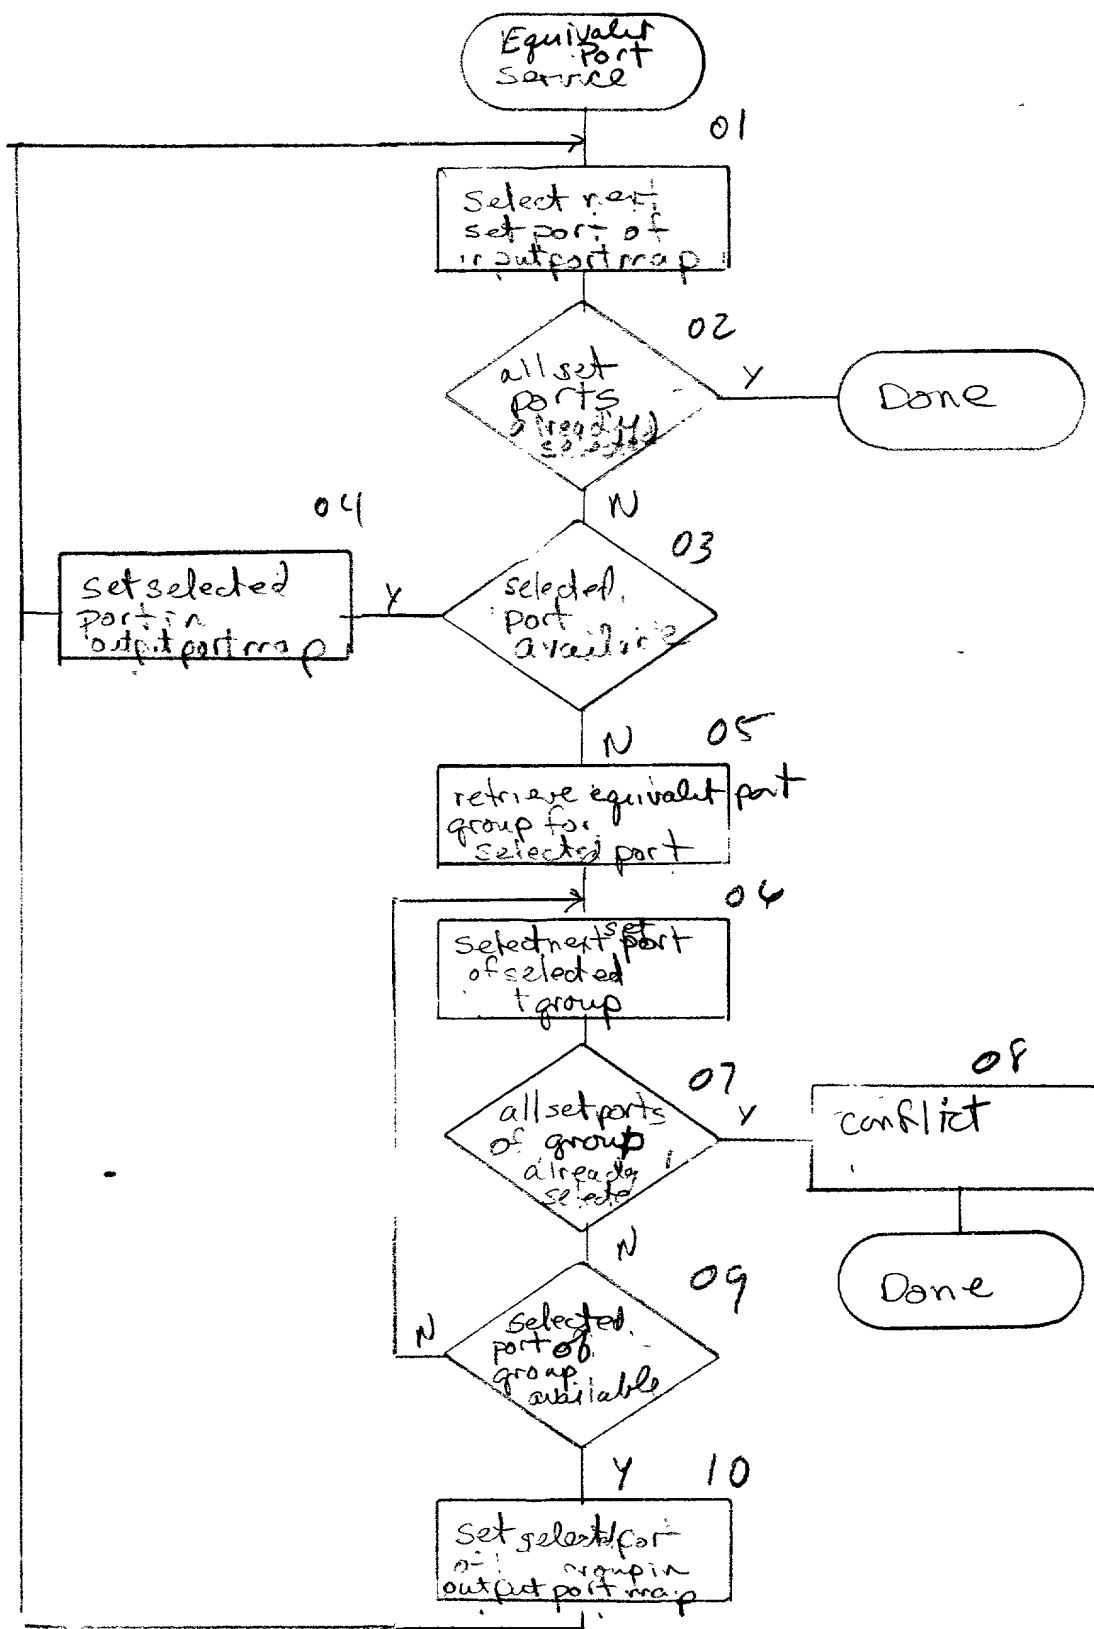 Equivalent
Port
Service
01
Select next
set port of
input port map
02
all set
ports
already
selected
Y
Done
N
04
03
set selected
port in
output port map
Y
selected
port
available
N
05
retrieve equivalent port
group for
selected port
06
set
select next port
of selected
group
07
08
all set ports
of group
already
Y
conflict
N
09
Done
selected
port of
group
available
N
Y
10
Set selected port
group in
output port map